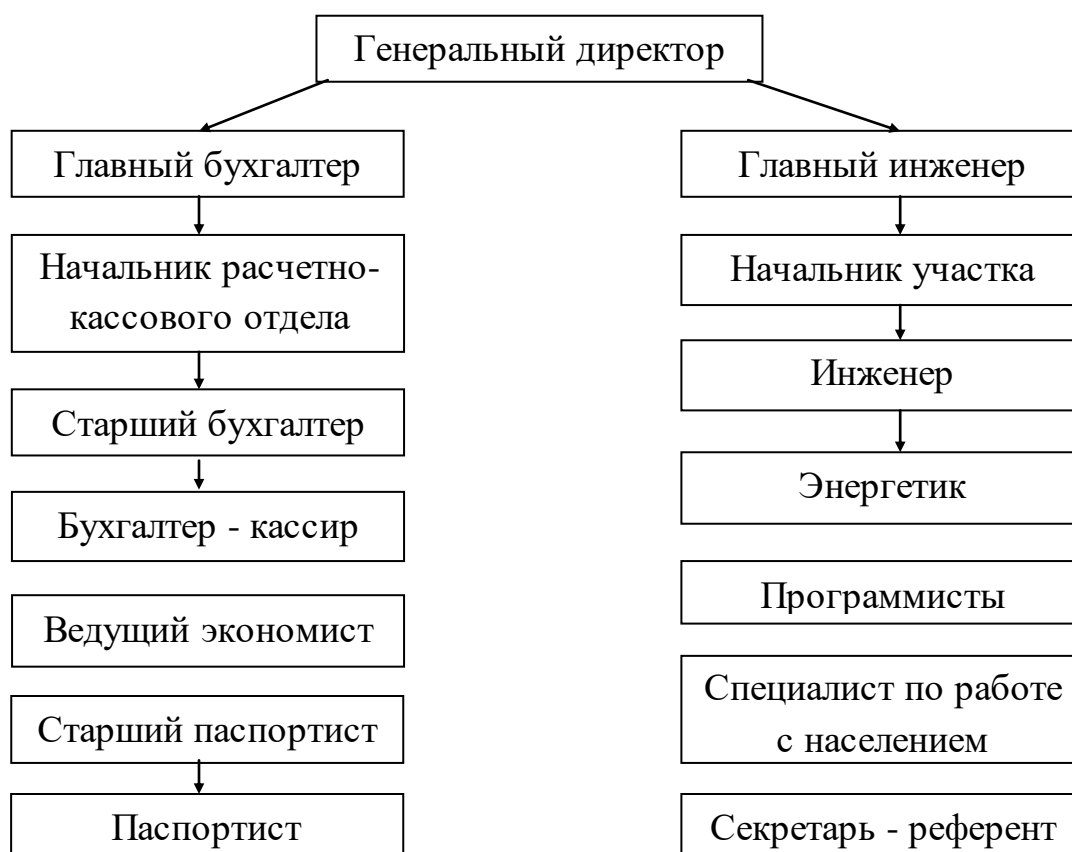 Генеральный директор
Главный бухгалтер
Главный инженер
Начальник расчетно-
кассового отдела
Начальник участка
Старший бухгалтер
Инженер
Бухгалтер - кассир
Энергетик
Ведущий экономист
Программисты
Старший паспортист
Специалист по работе
с населением
Паспортист
Секретарь - референт